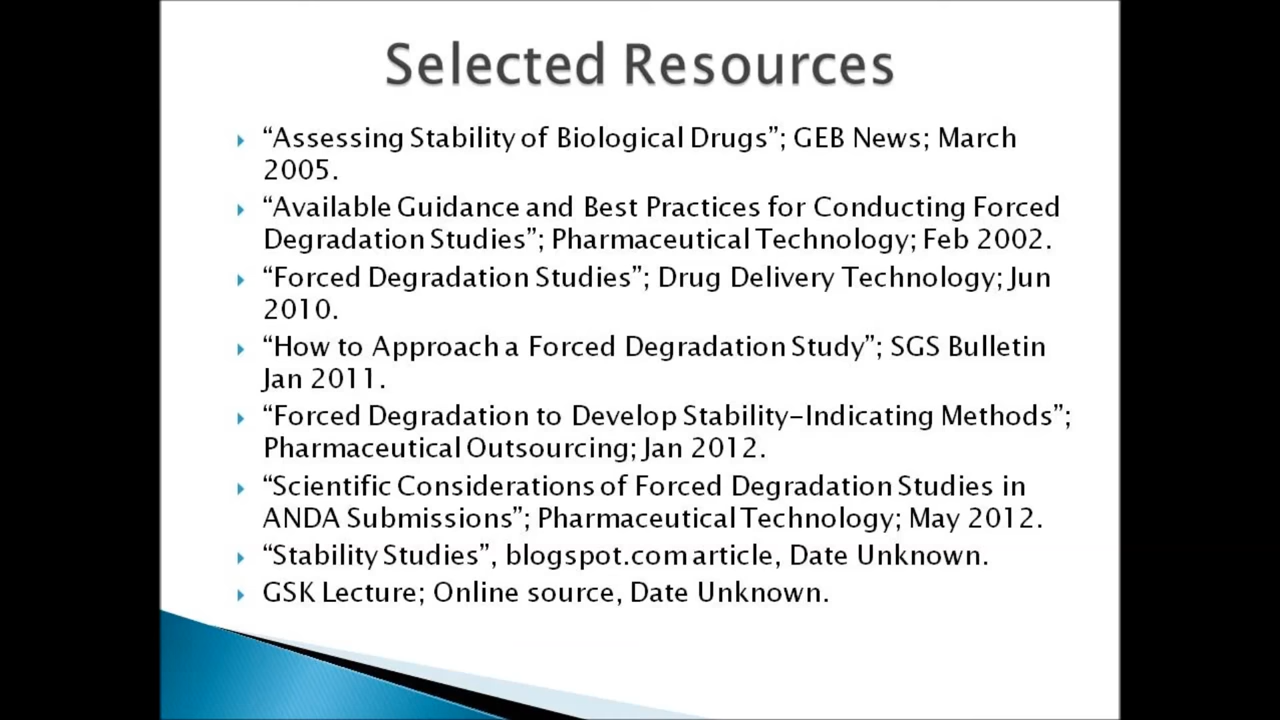 Selected Resources
“Assessing Stability of Biological Drugs”; GEB News; March
2005.
“Available Guidance and Best Practices for Conducting Forced
Degradation Studies”; Pharmaceutical Technology; Feb 2002.
“Forced Degradation Studies”; Drug Delivery Technology; Jun
2010.
“How to Approach a Forced Degradation Study”; SGS Bulletin
Jan 2011.
“Forced Degradation to Develop Stability-Indicating Methods”;
Pharmaceutical Outsourcing; Jan 2012.
“Scientific Considerations of Forced Degradation Studies in
ANDA Submissions”; Pharmaceutical Technology; May 2012.
“Stability Studies”, blogspot.com article, Date Unknown.
GSK Lecture; Online source, Date Unknown.